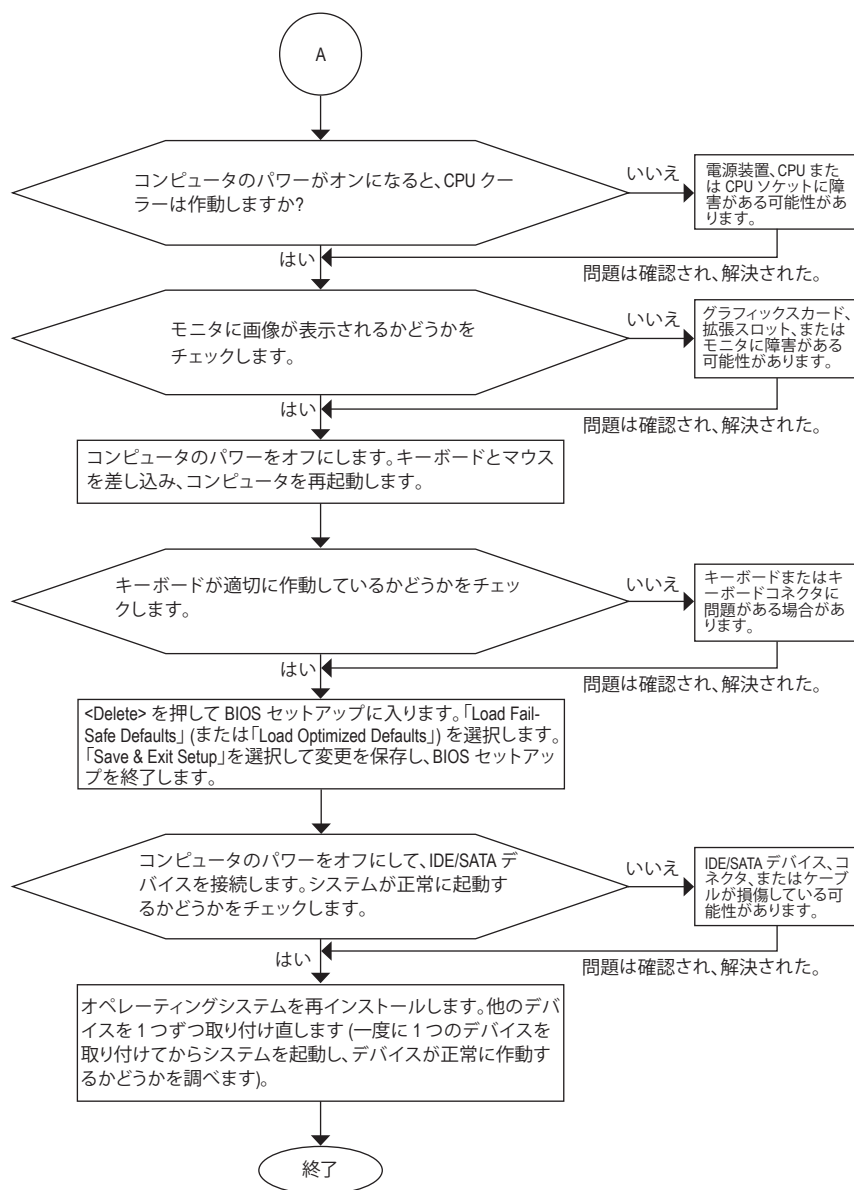 A
コンピュータのパワーがオンになると、CPU クー
ラーは作動しますか?
いいえ
電源装置、CPU また
は CPU ソケットに障
害がある可能性があ
ります。
はい
問題は確認され、解決された。
モニタに画像が表示されるかどうかを
チェックします。
いいえ
グラフィックスカード、
拡張スロット、または
モニタに障害がある
可能性があります。
はい
問題は確認され、解決された。
コンピュータのパワーをオフにします。キーボードとマウス
を差し込み、コンピュータを再起動します。
キーボードが適切に作動しているかどうかをチェッ
クします。
いいえ
キーボードまたはキ
ーボードコネクタに
問題がある場合があ
ります。
はい
問題は確認され、解決された。
<Delete> を押して BIOS セットアップに入ります。「Load Fail-
Safe Defaults」 (または「Load Optimized Defaults」) を選択します。
「Save & Exit Setup」を選択して変更を保存し、BIOS セットアッ
プを終了します。
コンピュータのパワーをオフにして、IDE/SATA デ
バイスを接続します。システムが正常に起動す
るかどうかをチェックします。
いいえ
IDE/SATA デバイス、コ
ネクタ、またはケーブ
ルが損傷している可
能性があります。
はい
問題は確認され、解決された。
オペレーティングシステムを再インストールします。他のデバ
イスを 1 つずつ取り付け直します (一度に 1 つのデバイスを
取り付けてからシステムを起動し、デバイスが正常に作動す
るかどうかを調べます)。
終了